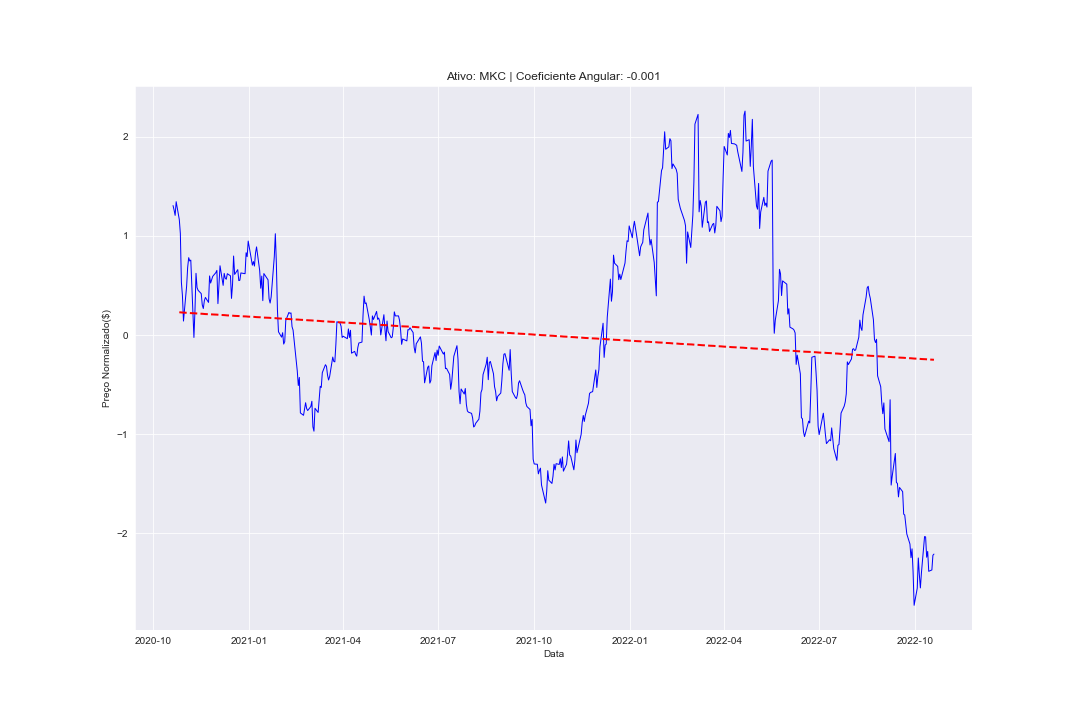 Ativo: MKC | Coeficiente Angular: -0.001
Preço Normalizado($)
2
1
0
−1
−2
2020-10 2021-01 2021-04 2021-07 2021-10 2022-01 2022-04 2022-07 2022-10
Data